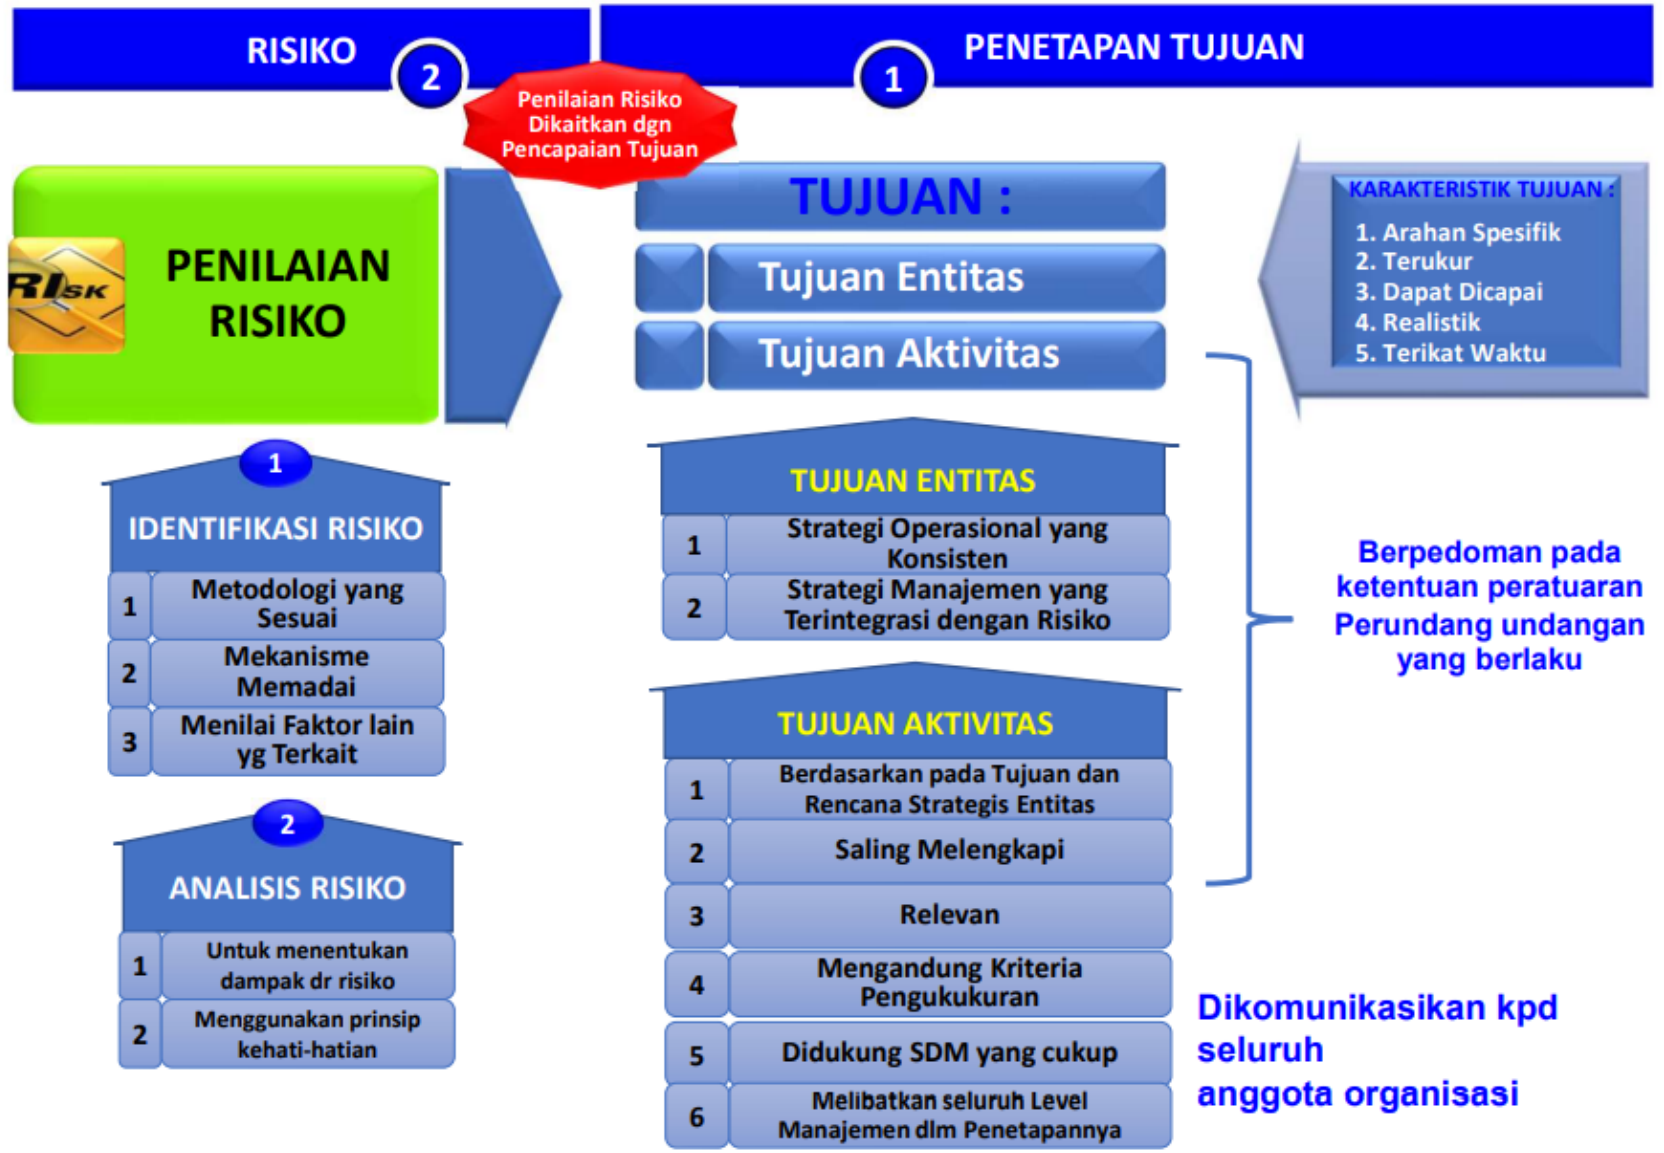 RISIKO
2
PENETAPAN TUJUAN
1
Penilaian Risiko
Dikaitkan dgn
Pencapaian Tujuan
RISK
PENILAIAN
RISIKO
TUJUAN :
Tujuan Entitas
Tujuan Aktivitas
KARAKTERISTIK TUJUAN :
1. Arahan Spesifik
2. Terukur
3. Dapat Dicapai
4. Realistik
5. Terikat Waktu
1
IDENTIFIKASI RISIKO
1 Metodologi yang
Sesuai
2 Mekanisme
Memadai
3 Menilai Faktor lain
yg Terkait
2
ANALISIS RISIKO
1 Untuk menentukan
dampak dr risiko
2 Menggunakan prinsip
kehati-hatian
TUJUAN ENTITAS
1 Strategi Operasional yang
Konsisten
2 Strategi Manajemen yang
Terintegrasi dengan Risiko
TUJUAN AKTIVITAS
1 Berdasarkan pada Tujuan dan
Rencana Strategis Entitas
2 Saling Melengkapi
3 Relevan
4 Mengandung Kriteria
Pengukukuran
5 Didukung SDM yang cukup
6 Melibatkan seluruh Level
Manajemen dlm Penetapannya
Berpedoman pada
ketentuan peratuaran
Perundang undangan
yang berlaku
Dikomunikasikan kpd
seluruh
anggota organisasi